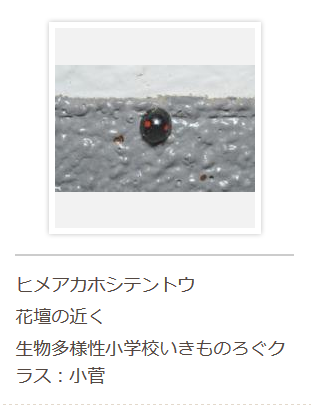 ヒメアカホシテントウ
花壇の近く
生物多様性小学校いきものろぐク
ラス：小菅